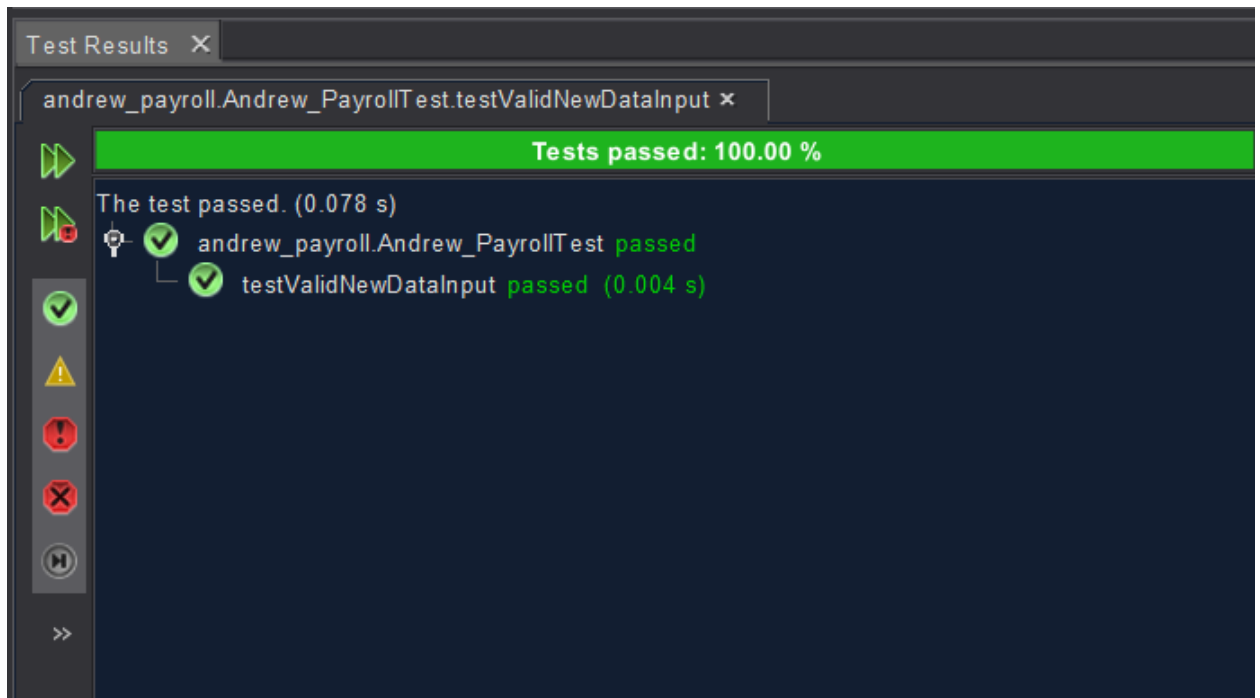 Test Results
andrew_payroll.Andrew_PayrollTest.testValidNewDataInput
Tests passed: 100.00 %
The test passed. (0.078 s)
andrew_payroll.Andrew_PayrollTest passed
testValidNewDataInput passed (0.004 s)